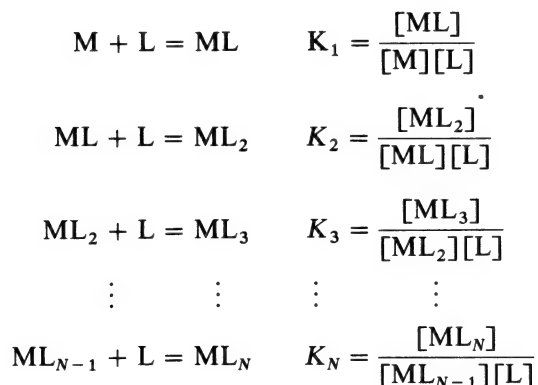 M + L = ML K₁ = [ML] / [M][L]
ML + L = ML₂ K₂ = [ML₂] / [ML][L]
ML₂ + L = ML₃ K₃ = [ML₃] / [ML₂][L]
⋮ ⋮ ⋮ ⋮
ML_{N-1} + L = ML_N K_N = [ML_N] / [ML_{N-1}][L]